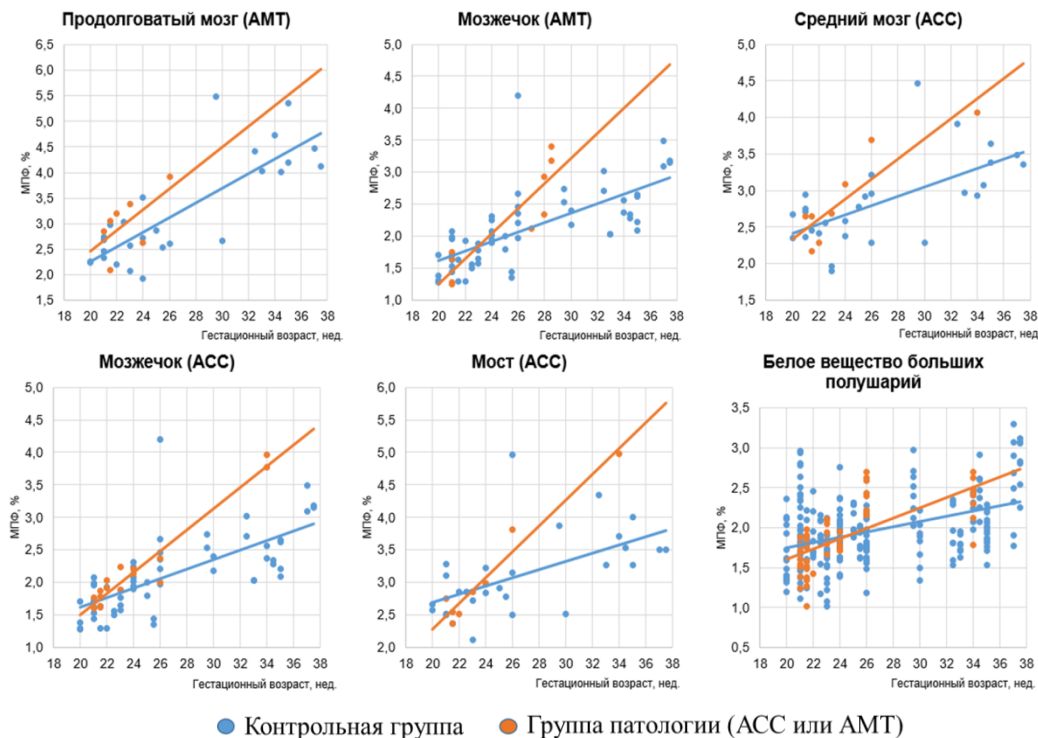 Продолговатый мозг (АМТ)
МПФ, %
6,5
6,0
5,5
5,0
4,5
4,0
3,5
3,0
2,5
2,0
1,5
18 20 22 24 26 28 30 32 34 36 38
Гестационный возраст, нед.
Мозжечок (АМТ)
МПФ, %
5,0
4,5
4,0
3,5
3,0
2,5
2,0
1,5
1,0
18 20 22 24 26 28 30 32 34 36 38
Гестационный возраст, нед.
Средний мозг (АСС)
МПФ, %
5,0
4,5
4,0
3,5
3,0
2,5
2,0
1,5
18 20 22 24 26 28 30 32 34 36 38
Гестационный возраст, нед.
Мозжечок (АСС)
МПФ, %
5,0
4,5
4,0
3,5
3,0
2,5
2,0
1,5
1,0
18 20 22 24 26 28 30 32 34 36 38
Гестационный возраст, нед.
Мост (АСС)
МПФ, %
6,0
5,5
5,0
4,5
4,0
3,5
3,0
2,5
2,0
1,5
18 20 22 24 26 28 30 32 34 36 38
Гестационный возраст, нед.
Белое вещество больших
полушарий
МПФ, %
3,5
3,0
2,5
2,0
1,5
1,0
0,5
18 20 22 24 26 28 30 32 34 36 38
Гестационный возраст, нед.
Контрольная группа
Группа патологии (АСС или АМТ)